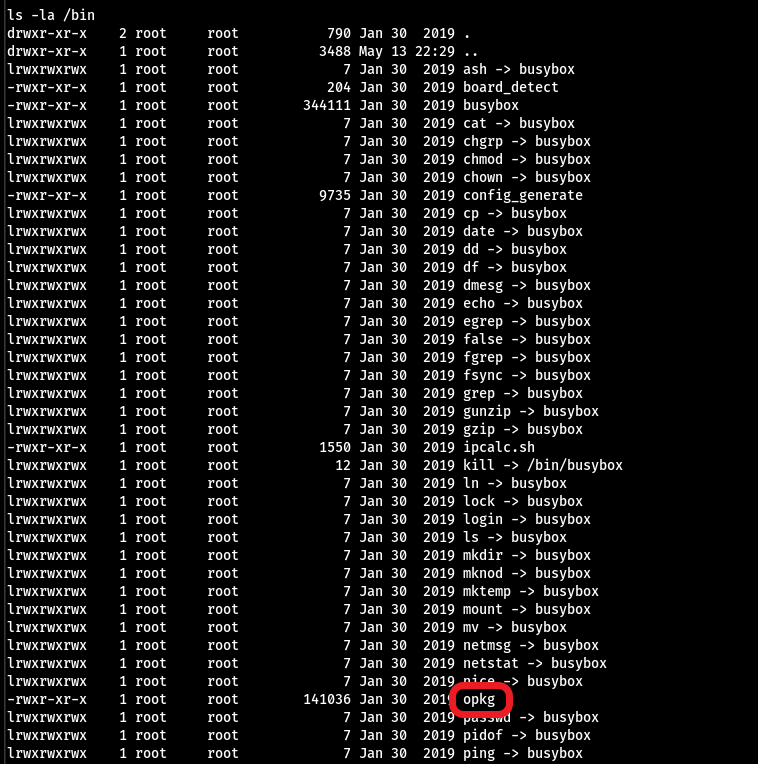 ls -la /bin
drwxr-xr-x    2 root     root           790 Jan 30  2019 .
drwxr-xr-x    1 root     root          3488 May 13 22:29 ..
lrwxrwxrwx    1 root     root             7 Jan 30  2019 ash -> busybox
-rwxr-xr-x    1 root     root           204 Jan 30  2019 board_detect
-rwxr-xr-x    1 root     root        344111 Jan 30  2019 busybox
lrwxrwxrwx    1 root     root             7 Jan 30  2019 cat -> busybox
lrwxrwxrwx    1 root     root             7 Jan 30  2019 chgrp -> busybox
lrwxrwxrwx    1 root     root             7 Jan 30  2019 chmod -> busybox
lrwxrwxrwx    1 root     root             7 Jan 30  2019 chown -> busybox
-rwxr-xr-x    1 root     root          9735 Jan 30  2019 config_generate
lrwxrwxrwx    1 root     root             7 Jan 30  2019 cp -> busybox
lrwxrwxrwx    1 root     root             7 Jan 30  2019 date -> busybox
lrwxrwxrwx    1 root     root             7 Jan 30  2019 dd -> busybox
lrwxrwxrwx    1 root     root             7 Jan 30  2019 df -> busybox
lrwxrwxrwx    1 root     root             7 Jan 30  2019 dmesg -> busybox
lrwxrwxrwx    1 root     root             7 Jan 30  2019 echo -> busybox
lrwxrwxrwx    1 root     root             7 Jan 30  2019 egrep -> busybox
lrwxrwxrwx    1 root     root             7 Jan 30  2019 false -> busybox
lrwxrwxrwx    1 root     root             7 Jan 30  2019 fgrep -> busybox
lrwxrwxrwx    1 root     root             7 Jan 30  2019 fsync -> busybox
lrwxrwxrwx    1 root     root             7 Jan 30  2019 grep -> busybox
lrwxrwxrwx    1 root     root             7 Jan 30  2019 gunzip -> busybox
lrwxrwxrwx    1 root     root             7 Jan 30  2019 gzip -> busybox
-rwxr-xr-x    1 root     root          1550 Jan 30  2019 ipcalc.sh
lrwxrwxrwx    1 root     root            12 Jan 30  2019 kill -> /bin/busybox
lrwxrwxrwx    1 root     root             7 Jan 30  2019 ln -> busybox
lrwxrwxrwx    1 root     root             7 Jan 30  2019 lock -> busybox
lrwxrwxrwx    1 root     root             7 Jan 30  2019 login -> busybox
lrwxrwxrwx    1 root     root             7 Jan 30  2019 ls -> busybox
lrwxrwxrwx    1 root     root             7 Jan 30  2019 mkdir -> busybox
lrwxrwxrwx    1 root     root             7 Jan 30  2019 mknod -> busybox
lrwxrwxrwx    1 root     root             7 Jan 30  2019 mktemp -> busybox
lrwxrwxrwx    1 root     root             7 Jan 30  2019 mount -> busybox
lrwxrwxrwx    1 root     root             7 Jan 30  2019 mv -> busybox
lrwxrwxrwx    1 root     root             7 Jan 30  2019 netmsg -> busybox
lrwxrwxrwx    1 root     root             7 Jan 30  2019 netstat -> busybox
lrwxrwxrwx    1 root     root             7 Jan 30  2019 nice -> busybox
-rwxr-xr-x    1 root     root        141036 Jan 30  2019 opkg
lrwxrwxrwx    1 root     root             7 Jan 30  2019 passwd -> busybox
lrwxrwxrwx    1 root     root             7 Jan 30  2019 pidof -> busybox
lrwxrwxrwx    1 root     root             7 Jan 30  2019 ping -> busybox